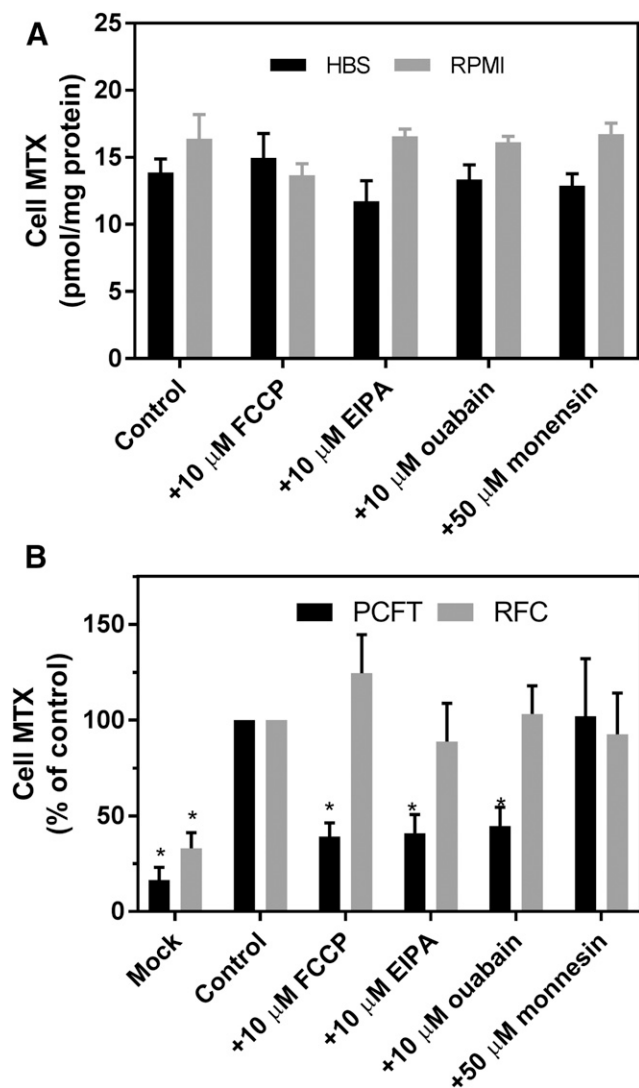 A
HBS RPMI
Cell MTX
(pmol/mg protein)
25
20
15
10
5
0
Control
+10 μM FCCP
+10 μM EIPA
+10 μM ouabain
+50 μM monensin
B
PCFT RFC
Cell MTX
(% of control)
150
100
50
0
* * * * *
Mock
Control
+10 μM FCCP
+10 μM EIPA
+10 μM ouabain
+50 μM monnesin